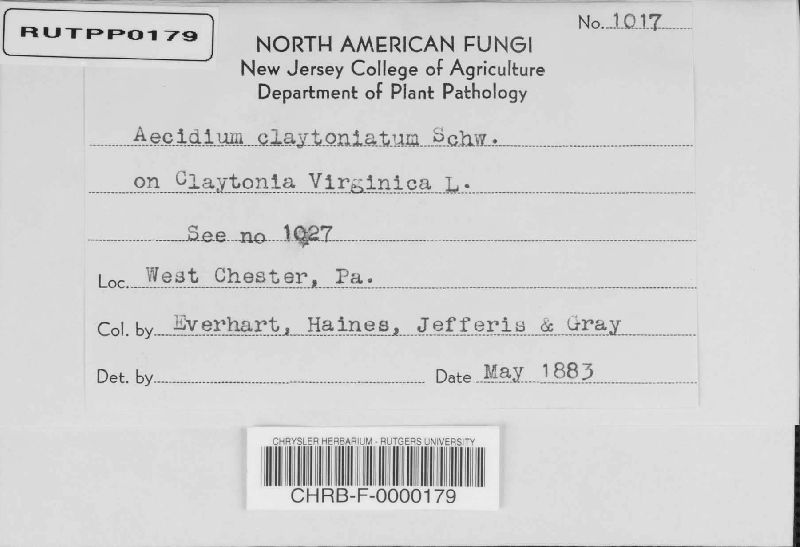 RUTPP0179
No. 1017
NORTH AMERICAN FUNGI
New Jersey College of Agriculture
Department of Plant Pathology
Aecidium claytoniatum Schw.
on Claytonia Virginica L.
See no 1027
Loc. West Chester, Pa.
Col. by Everhart, Haines, Jefferis & Gray
Det. by
Date May 1883
CHRYSLER HERBARIUM - RUTGERS UNIVERSITY
CHRB-F-0000179